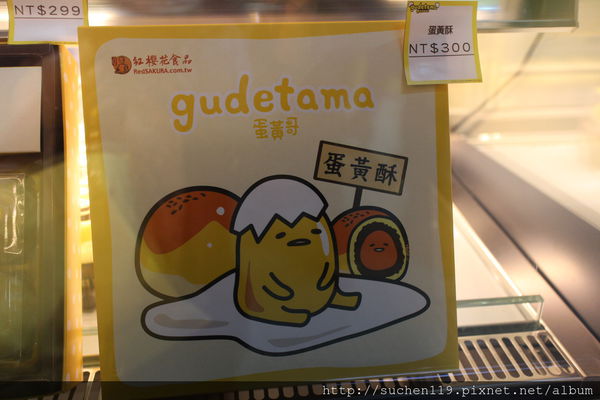 NT$299
gudetama
蛋黃酥
NT$300
紅櫻花食品
RedSAKURA.com.tw
gudetama
蛋黃哥
蛋黃酥
http://suchen119.pixnet.net/album